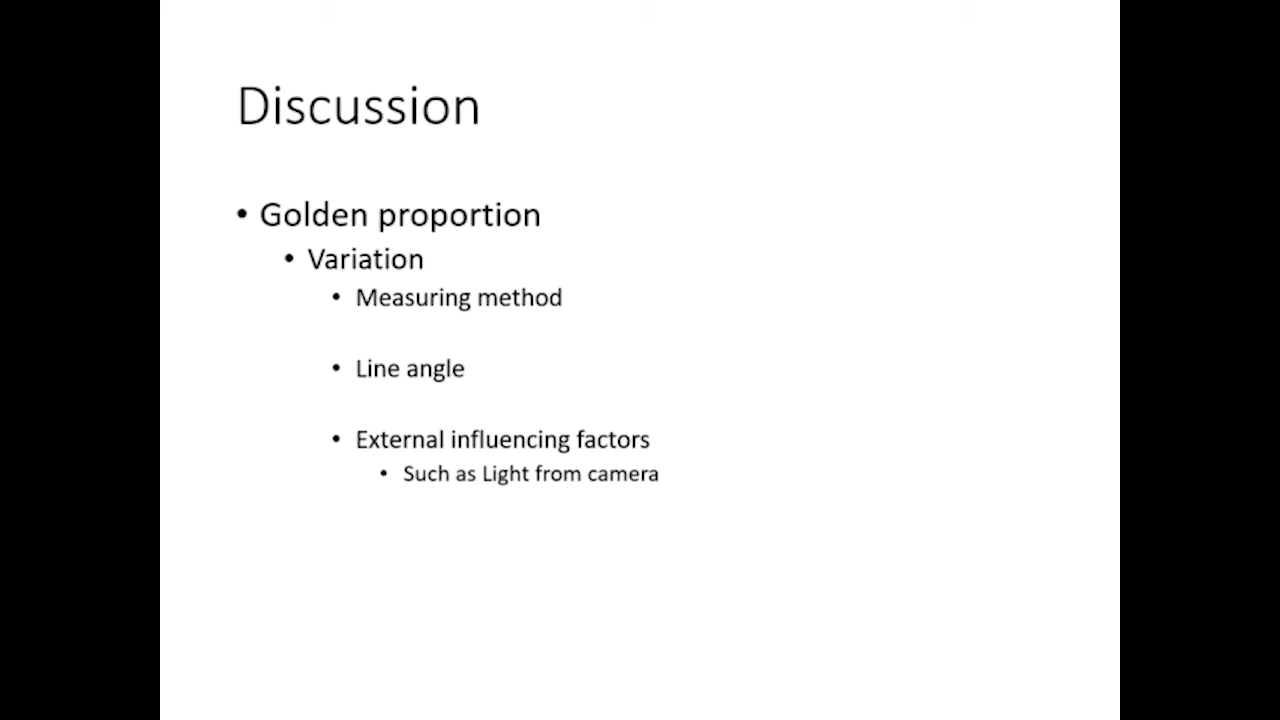 Discussion
• Golden proportion
• Variation
• Measuring method
• Line angle
• External influencing factors
• Such as Light from camera